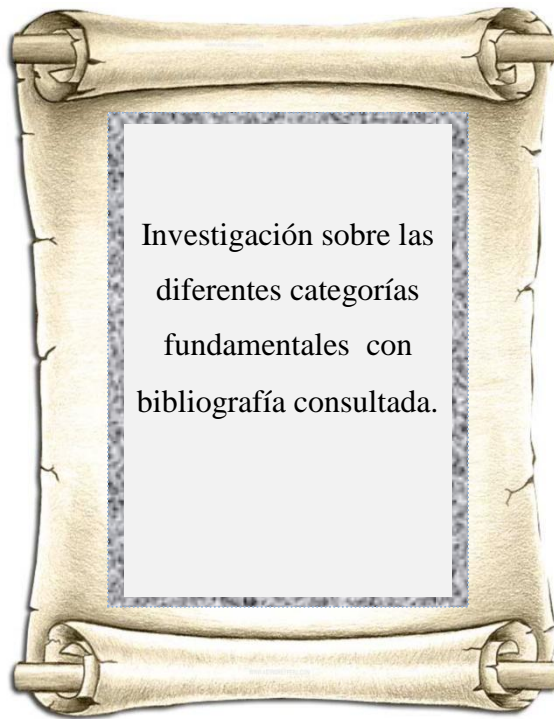 Investigación sobre las
diferentes categorías
fundamentales con
bibliografía consultada.